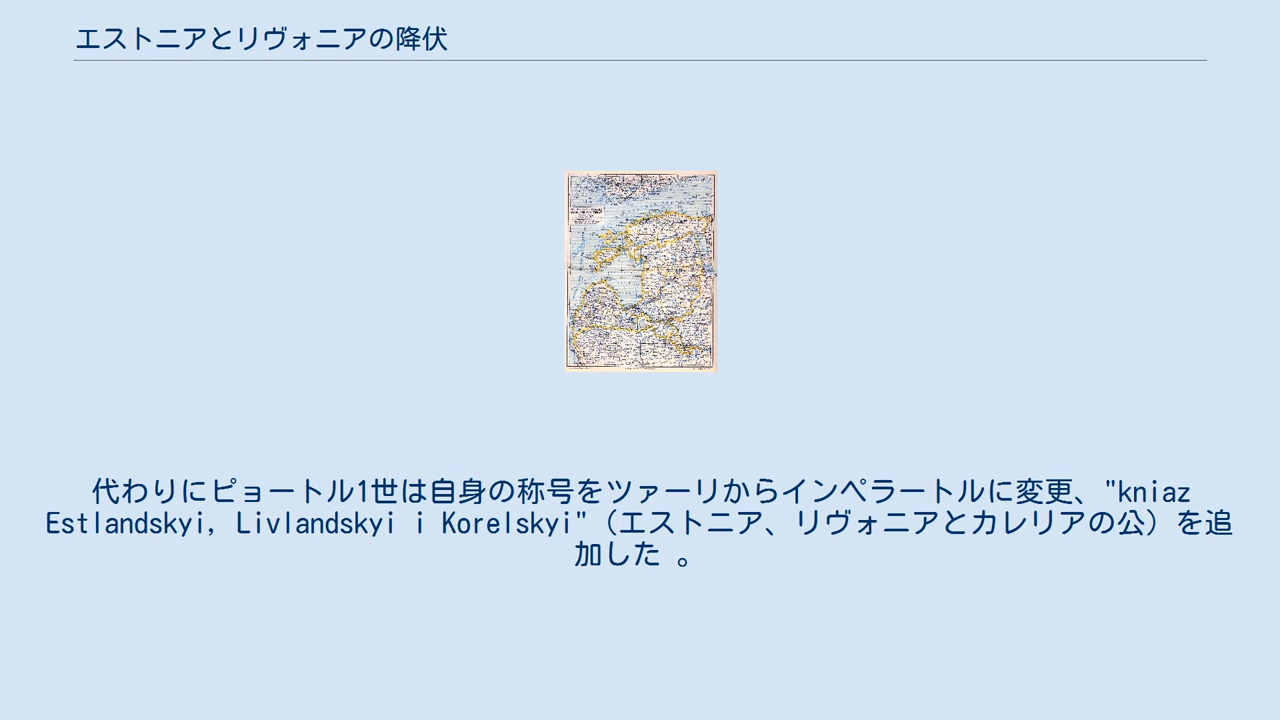 エストニアとリヴォニアの降伏
代わりにピョートル1世は自身の称号をツァーリからインペラートルに変更、"kniaz
Estlandskyi, Livlandskyi i Korelskyi"（エストニア、リヴォニアとカレリアの公）を追
加した 。